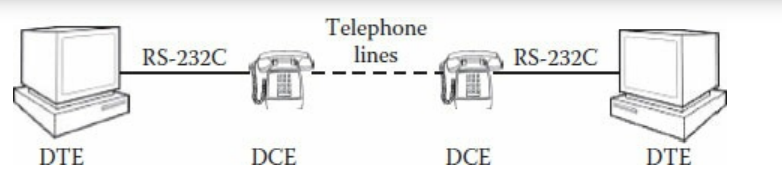 Telephone
lines
RS-232C
RS-232C
DTE
DCE
DCE
DTE